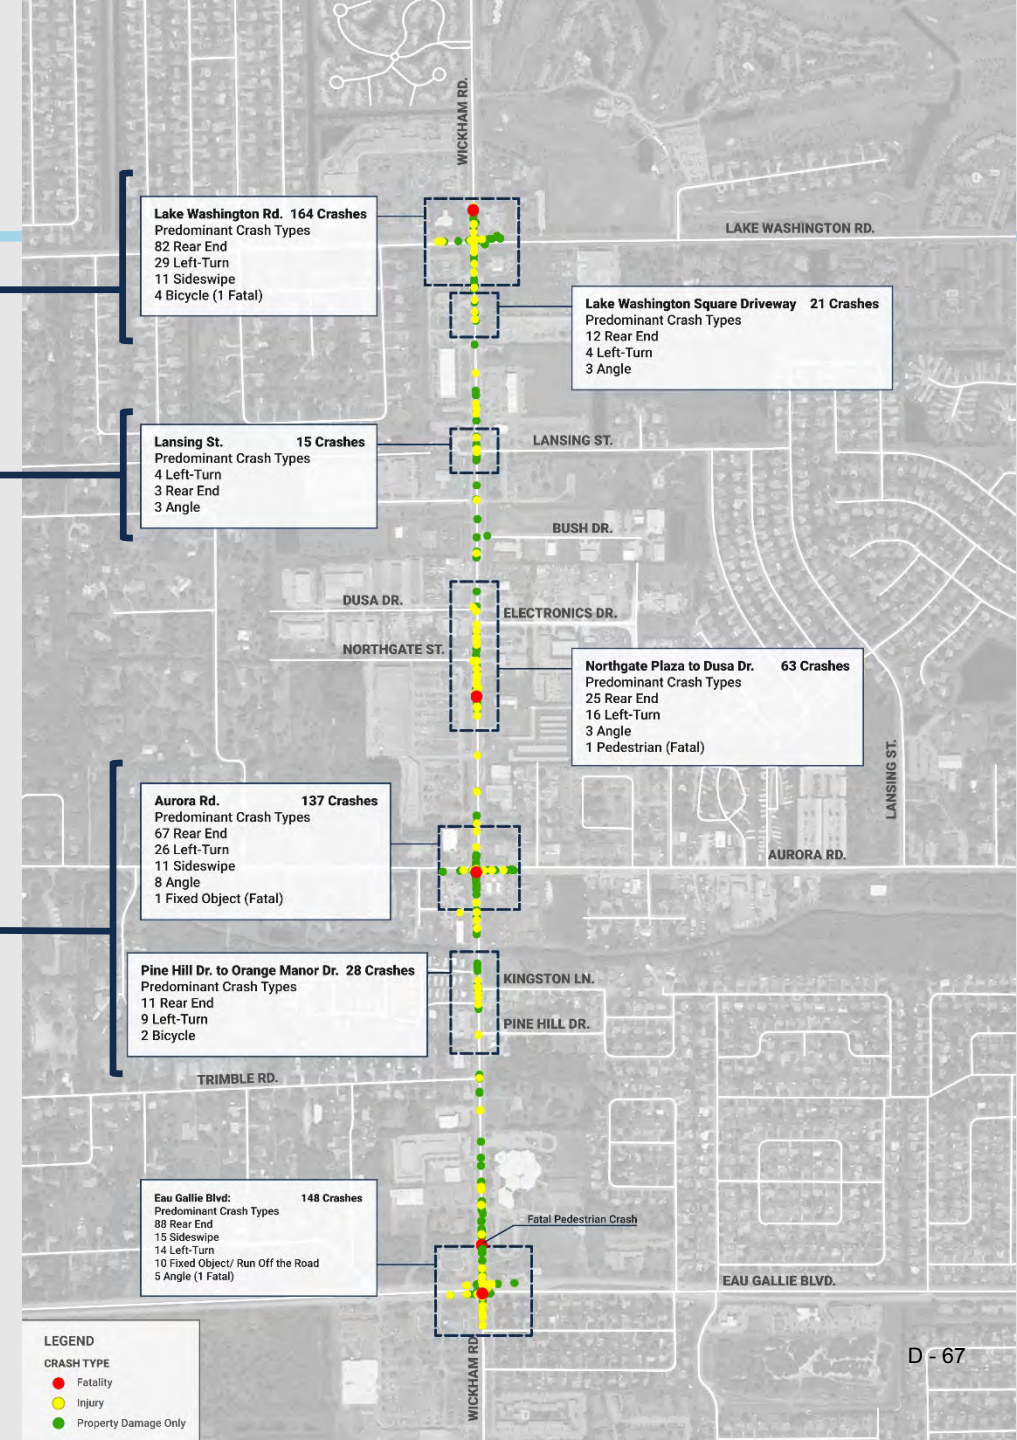 WICKHAM RD.
Lake Washington Rd. 164 Crashes
Predominant Crash Types
82 Rear End
29 Left-Turn
11 Sideswipe
4 Bicycle (1 Fatal)
LAKE WASHINGTON RD.
Lake Washington Square Driveway 21 Crashes
Predominant Crash Types
12 Rear End
4 Left-Turn
3 Angle
Lansing St. 15 Crashes
Predominant Crash Types
4 Left-Turn
3 Rear End
3 Angle
LANSING ST.
BUSH DR.
DUSA DR.
ELECTRONICS DR.
NORTHGATE ST.
Northgate Plaza to Dusa Dr. 63 Crashes
Predominant Crash Types
25 Rear End
16 Left-Turn
3 Angle
1 Pedestrian (Fatal)
LANSING ST.
Aurora Rd. 137 Crashes
Predominant Crash Types
67 Rear End
26 Left-Turn
11 Sideswipe
8 Angle
1 Fixed Object (Fatal)
AURORA RD.
Pine Hill Dr. to Orange Manor Dr. 28 Crashes
Predominant Crash Types
11 Rear End
9 Left-Turn
2 Bicycle
KINGSTON LN.
PINE HILL DR.
TRIMBLE RD.
Eau Gallie Blvd: 148 Crashes
Predominant Crash Types
88 Rear End
15 Sideswipe
14 Left-Turn
10 Fixed Object/ Run Off the Road
5 Angle (1 Fatal)
Fatal Pedestrian Crash
EAU GALLIE BLVD.
WICKHAM RD
D - 67
LEGEND
CRASH TYPE
Fatality
Injury
Property Damage Only